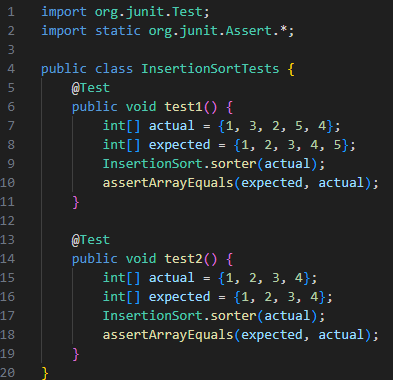 1 import org.junit.Test;
2 import static org.junit.Assert.*;
3
4 public class InsertionSortTests {
5     @Test
6     public void test1() {
7         int[] actual = {1, 3, 2, 5, 4};
8         int[] expected = {1, 2, 3, 4, 5};
9         InsertionSort.sorter(actual);
10         assertArrayEquals(expected, actual);
11     }
12
13     @Test
14     public void test2() {
15         int[] actual = {1, 2, 3, 4};
16         int[] expected = {1, 2, 3, 4};
17         InsertionSort.sorter(actual);
18         assertArrayEquals(expected, actual);
19     }
20 }